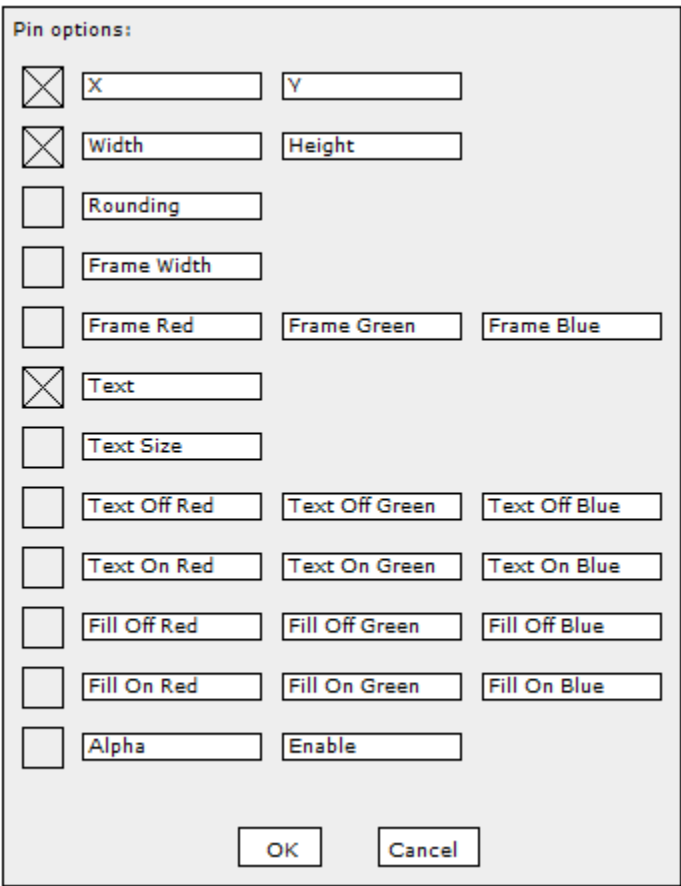 Pin options:
X Y
Width Height
Rounding
Frame Width
Frame Red Frame Green Frame Blue
Text
Text Size
Text Off Red Text Off Green Text Off Blue
Text On Red Text On Green Text On Blue
Fill Off Red Fill Off Green Fill Off Blue
Fill On Red Fill On Green Fill On Blue
Alpha Enable
OK Cancel